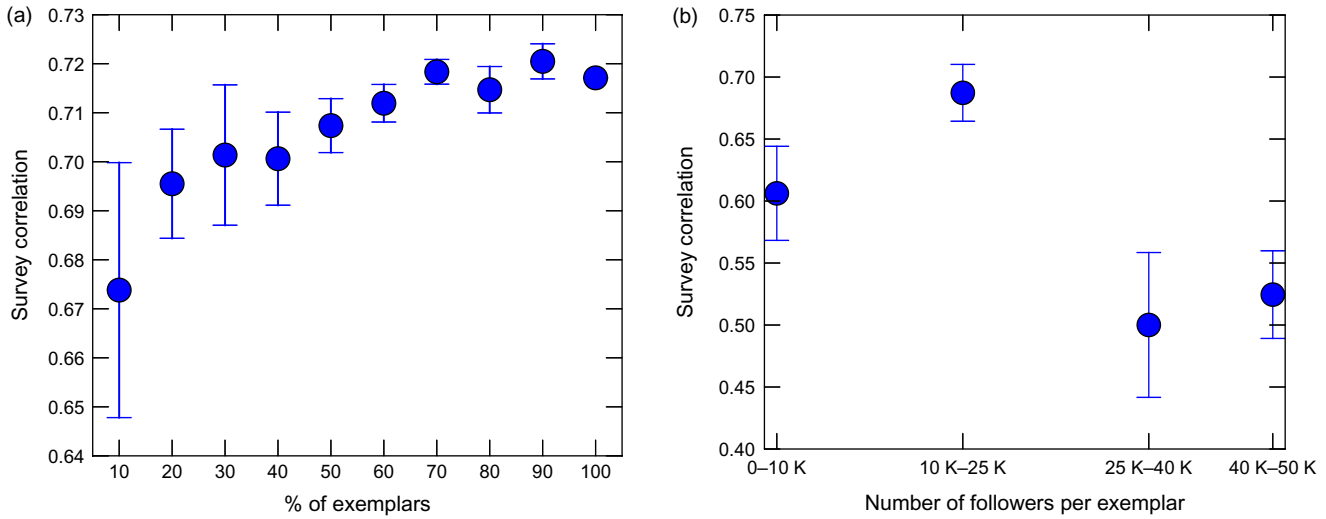 (a)
0.73
0.72
0.71
0.70
0.69
0.68
0.67
0.66
0.65
0.64
Survey correlation
10 20 30 40 50 60 70 80 90 100
% of exemplars
(b)
0.75
0.70
0.65
0.60
0.55
0.50
0.45
0.40
Survey correlation
0–10 K 10 K–25 K 25 K–40 K 40 K–50 K
Number of followers per exemplar